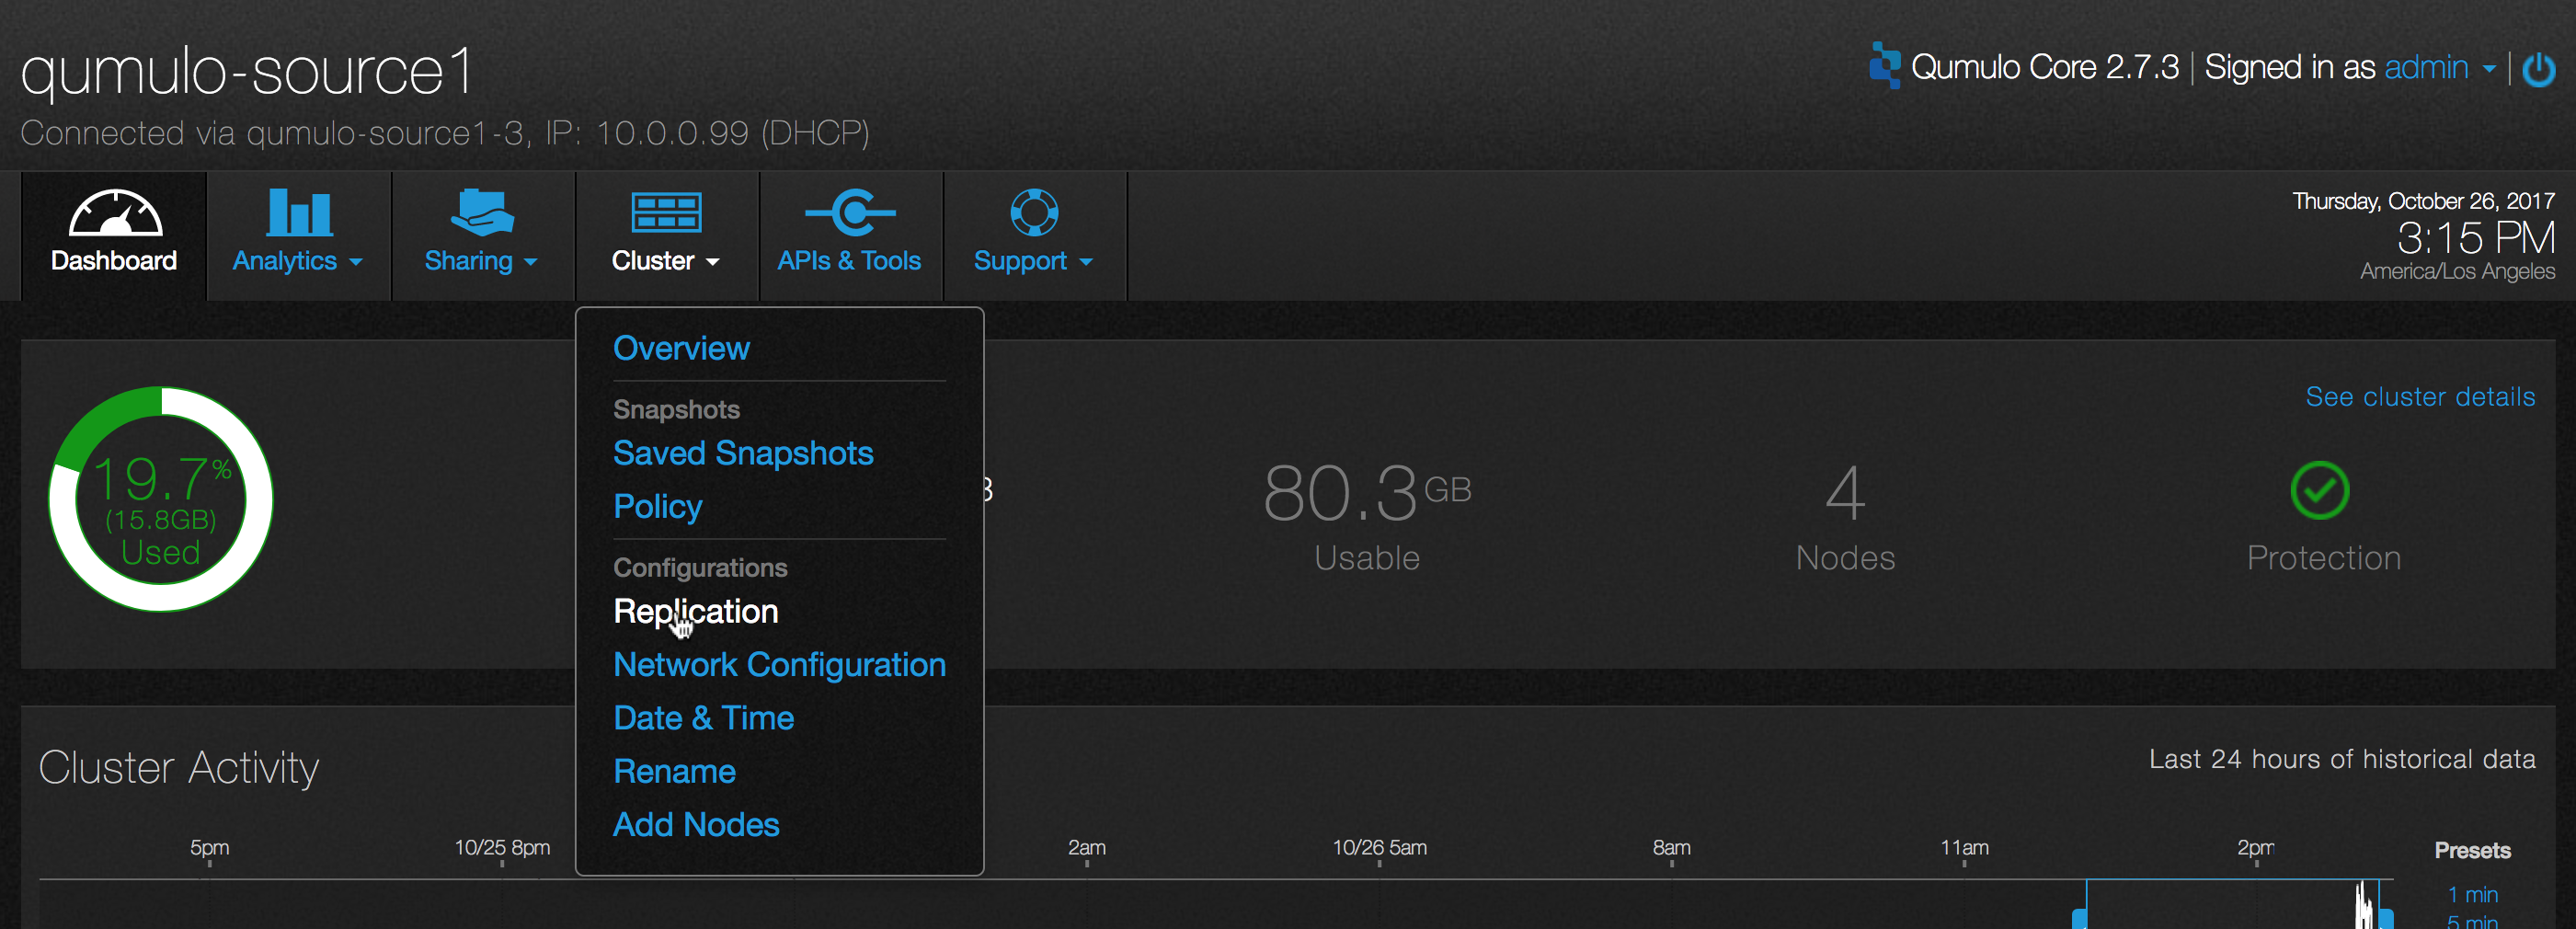 qumulo-source1
Qumulo Core 2.7.3 | Signed in as admin |
Connected via qumulo-source1-3, IP: 10.0.0.99 (DHCP)
Dashboard
Analytics
Sharing
Cluster
APIs & Tools
Support
Thursday, October 26, 2017
3:15 PM
America/Los Angeles
Overview
Snapshots
Saved Snapshots
Policy
Configurations
Replication
Network Configuration
Date & Time
Rename
Add Nodes
See cluster details
19.7%
(15.8GB)
Used
80.3 GB
Usable
4
Nodes
Protection
Cluster Activity
Last 24 hours of historical data
5pm
10/25 8pm
2am
10/26 5am
8am
11am
2pm
Presets
1 min
5 min